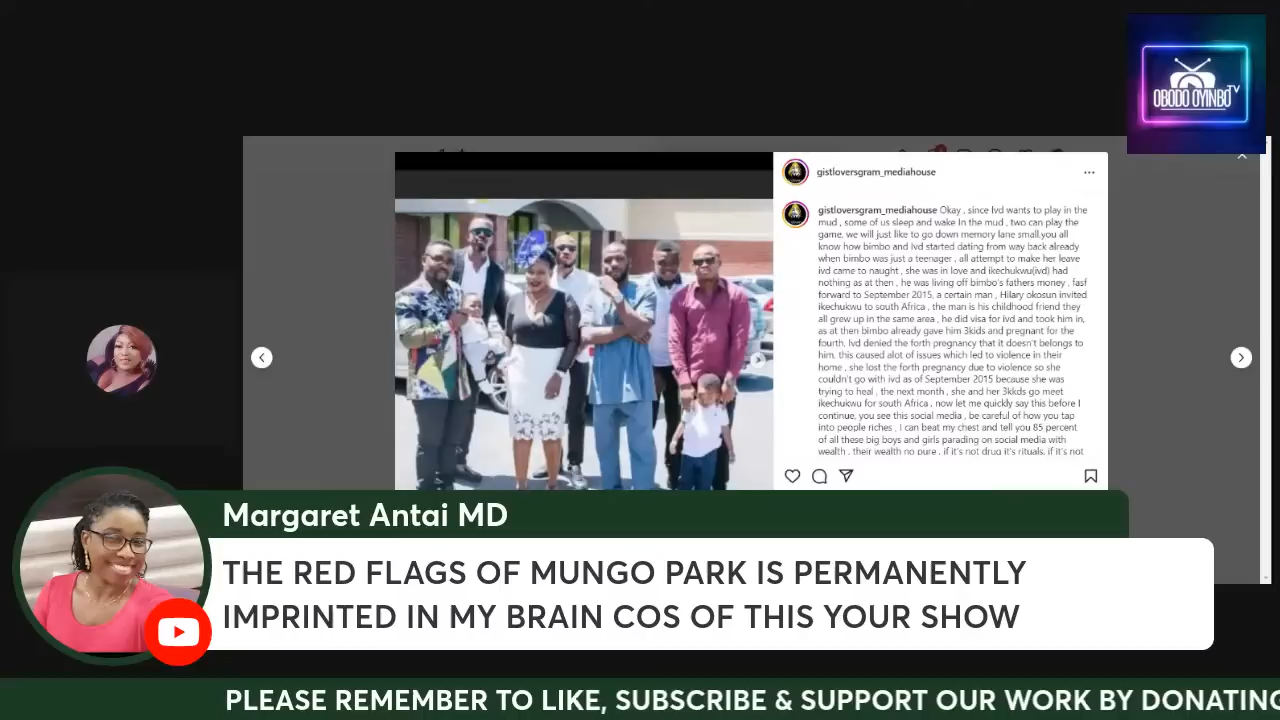 OBODO OYINBO TV
gistloversgram_mediahouse
gistloversgram_mediahouse Okay , since lvd wants to play in the
mud , some of us sleep and wake In the mud , two can play the
game, we will just like to go down memory lane small,you all
know how bimbo and lvd started dating from way back already
when bimbo was just a teenager , all attempt to make her leave
ivd came to naught , she was in love and ikechukwu(ivd) had
nothing as at then , he was living off bimbo's fathers money , fasf
forward to September 2015, a certain man , Hilary okosun invited
ikechukwu to south Africa , the man is his childhood friend they
all grew up in the same area , he did visa for ivd and took him in,
as at then bimbo already gave him 3kids and pregnant for the
fourth, Ivd denied the forth pregnancy that it doesn't belongs to
him, this caused alot of issues which led to violence in their
home , she lost the forth pregnancy due to violence so she
couldn't go with ivd as of September 2015 because she was
trying to heal , the next month , she and her 3kkds go meet
ikechukwu for south Africa , now let me quickly say this before I
continue, you see this social media , be careful of how you tap
into people riches , I can beat my chest and tell you 85 percent
of all these big boys and girls parading on social media with
wealth , their wealth no pure , if it's not drug it's rituals, if it's not
Margaret Antai MD
THE RED FLAGS OF MUNGO PARK IS PERMANENTLY
IMPRINTED IN MY BRAIN COS OF THIS YOUR SHOW
PLEASE REMEMBER TO LIKE, SUBSCRIBE & SUPPORT OUR WORK BY DONATING